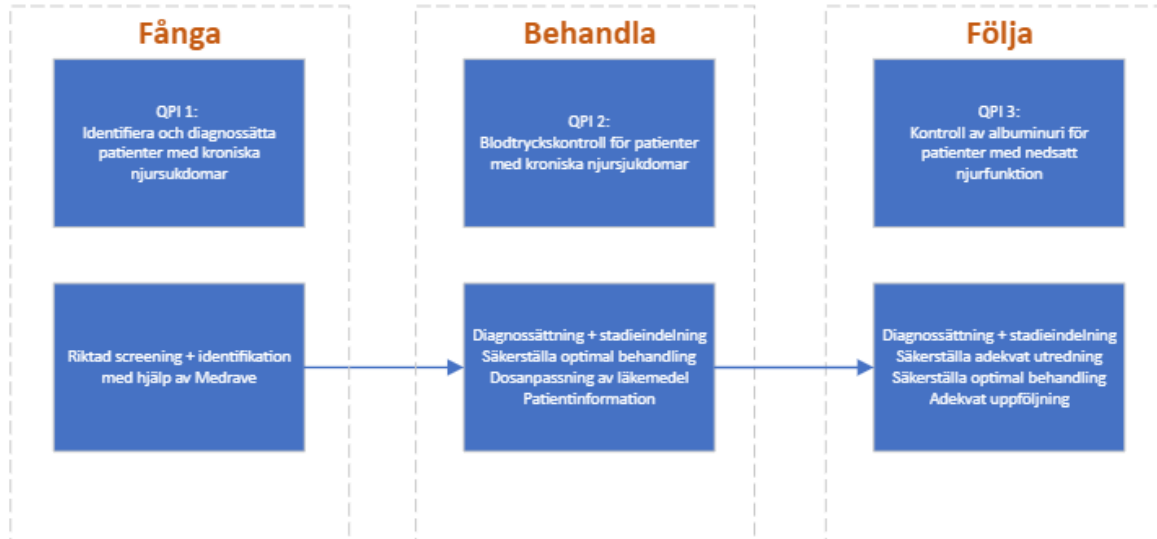 Fånga
Behandla
Följa
QPI 1:
Identifiera och diagnossätta
patienter med kroniska
njursukdomar
QPI 2:
Blodtryckskontroll för patienter
med kroniska njursjukdomar
QPI 3:
Kontroll av albuminuri för
patienter med nedsatt
njurfunktion
Riktad screening + identifikation
med hjälp av Medrave
Diagnossättning + stadieindelning
Säkerställa optimal behandling
Dosanpassning av läkemedel
Patientinformation
Diagnossättning + stadieindelning
Säkerställa adekvat utredning
Säkerställa optimal behandling
Adekvat uppföljning